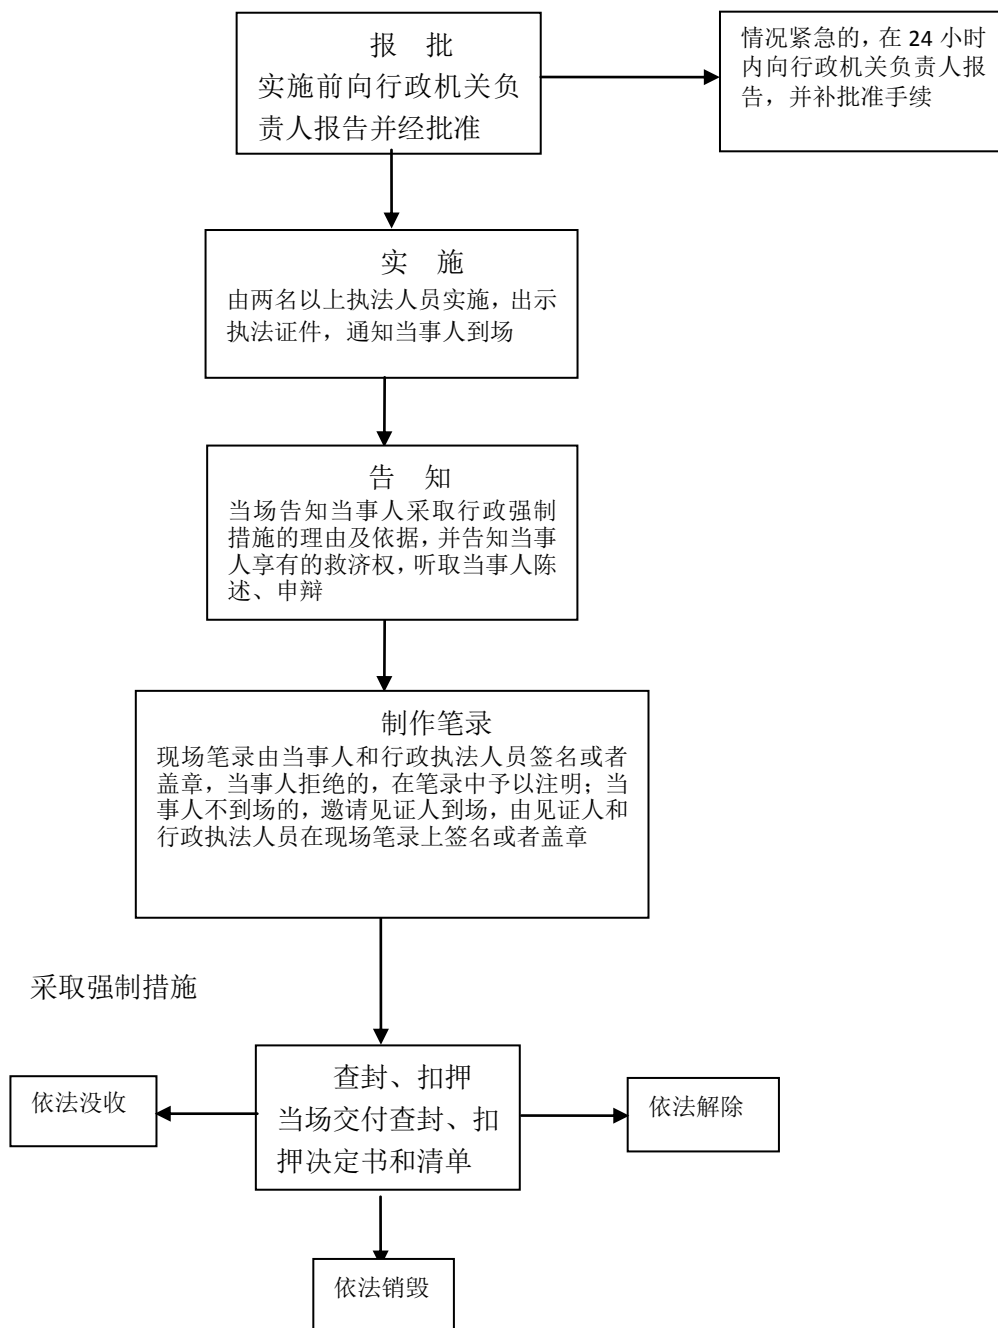 报 批
实施前向行政机关负
责人报告并经批准
情况紧急的，在 24 小时
内向行政机关负责人报
告，并补批准手续
实 施
由两名以上执法人员实施，出示
执法证件，通知当事人到场
告 知
当场告知当事人采取行政强制
措施的理由及依据，并告知当事
人享有的救济权，听取当事人陈
述、申辩
制作笔录
现场笔录由当事人和行政执法人员签名或者
盖章，当事人拒绝的，在笔录中予以注明；当
事人不到场的，邀请见证人到场，由见证人和
行政执法人员在现场笔录上签名或者盖章
采取强制措施
查封、扣押
当场交付查封、扣
押决定书和清单
依法没收
依法解除
依法销毁